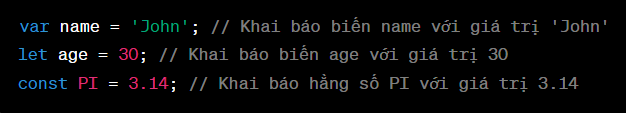 var name = 'John'; // Khai báo biến name với giá trị 'John'
let age = 30; // Khai báo biến age với giá trị 30
const PI = 3.14; // Khai báo hằng số PI với giá trị 3.14